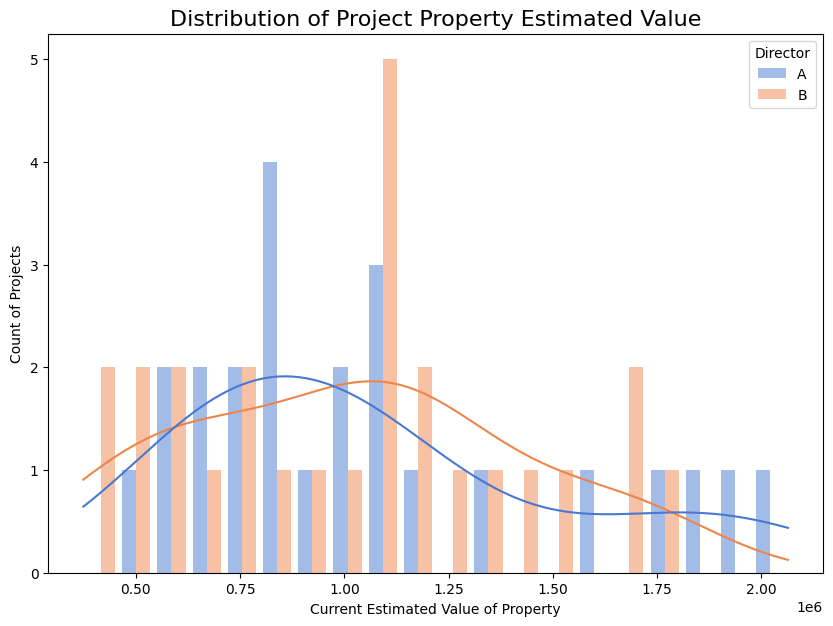 Distribution of Project Property Estimated Value
Director
A
B
5
4
3
2
1
0
Count of Projects
0.50 0.75 1.00 1.25 1.50 1.75 2.00
1e6
Current Estimated Value of Property